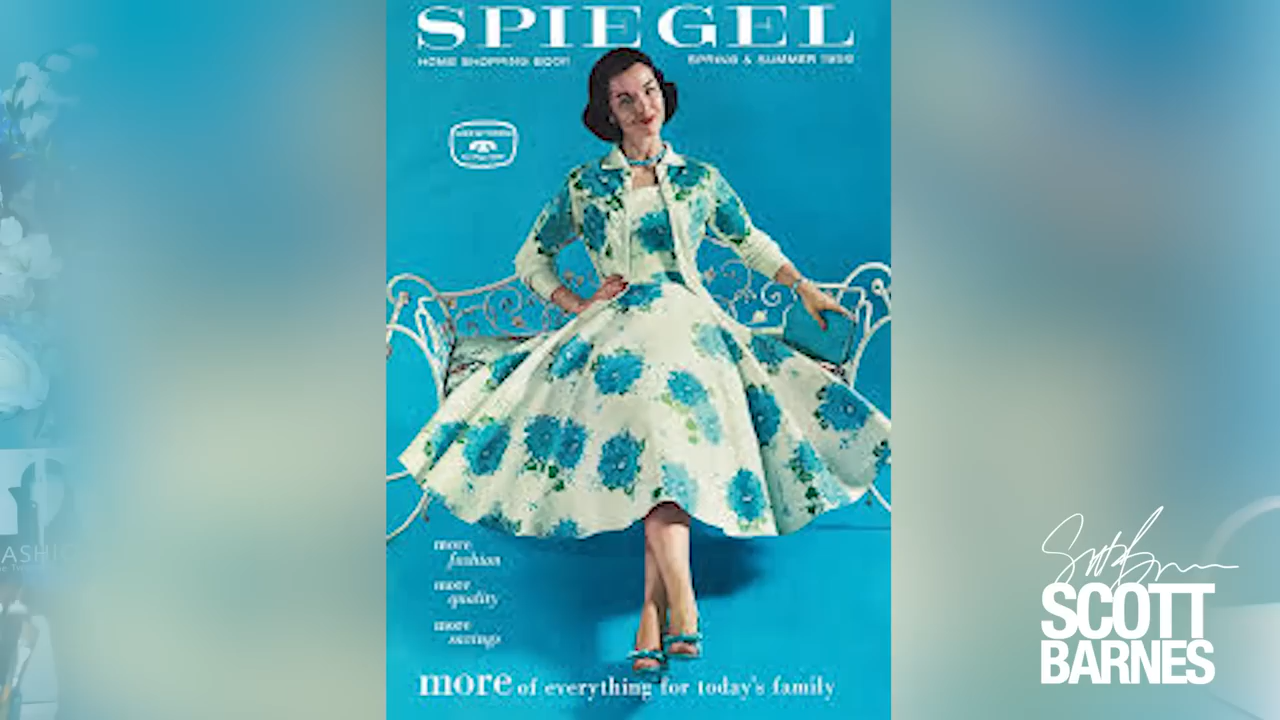 SPIEGEL
HOME SHOPPING BOOK
SPRING & SUMMER
more
fashion
more
quality
more
savings
more of everything for today's family
SCOTT
BARNES
ASHIO